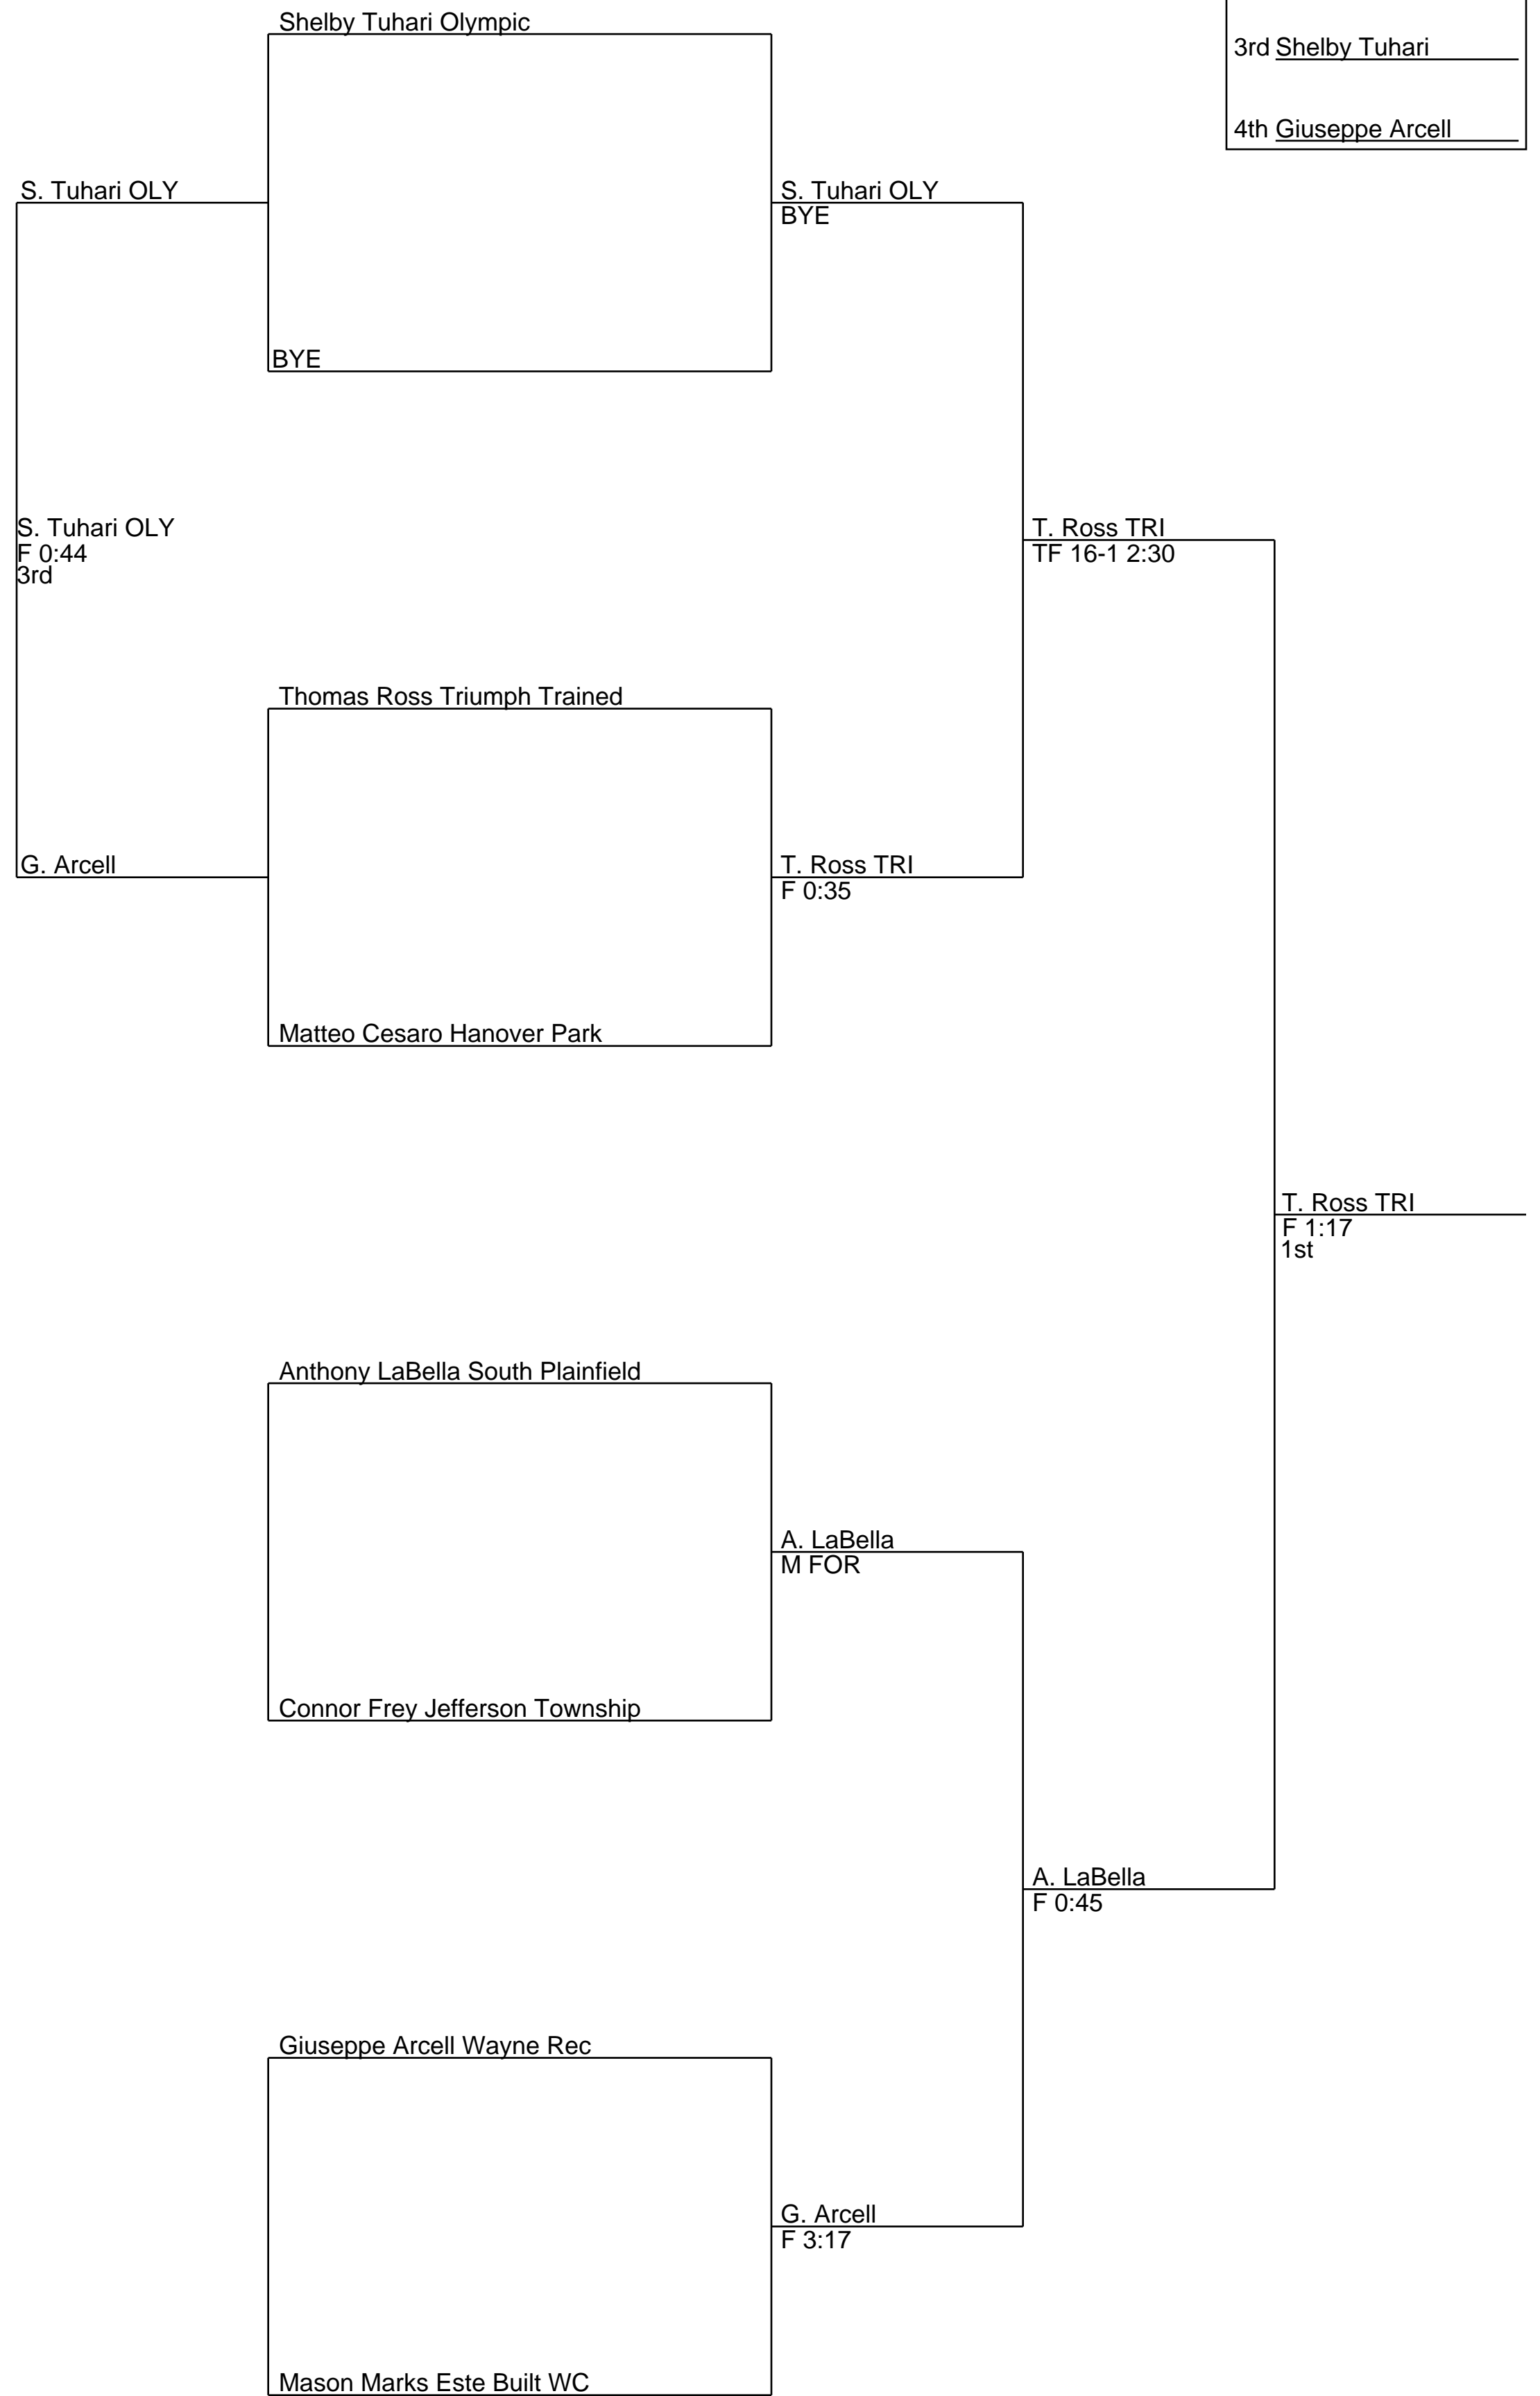 Shelby Tuhari Olympic
3rd Shelby Tuhari
4th Giuseppe Arcell
S. Tuhari OLY
S. Tuhari OLY
BYE
BYE
S. Tuhari OLY
F 0:44
3rd
T. Ross TRI
TF 16-1 2:30
Thomas Ross Triumph Trained
G. Arcell
T. Ross TRI
F 0:35
Matteo Cesaro Hanover Park
T. Ross TRI
F 1:17
1st
Anthony LaBella South Plainfield
A. LaBella
M FOR
Connor Frey Jefferson Township
A. LaBella
F 0:45
Giuseppe Arcell Wayne Rec
G. Arcell
F 3:17
Mason Marks Este Built WC